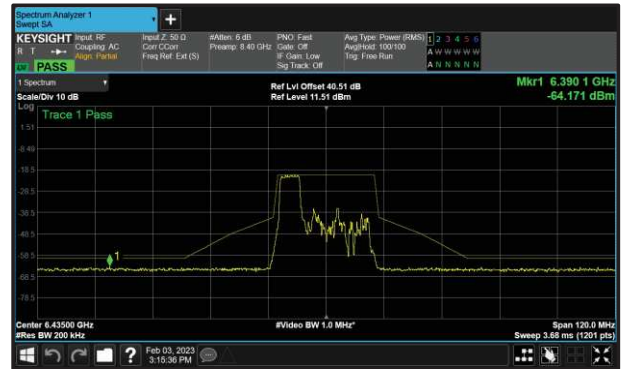 Spectrum Analyzer 1
Swept SA
+
KEYSIGHT Input: RF Input Z: 50 Ω #Atten: 6 dB PNO: Fast Avg Type: Power (RMS) 1 2 3 4 5 6
R T Coupling: AC Corr CCorr Preamp: 8.40 GHz Gate: Off Avg|Hold: 100/100 A W W W W W
Align: Partial Freq Ref: Ext (S) IF Gain: Low Trig: Free Run
PASS Sig Track: Off A N N N N N
1 Spectrum Ref Lvl Offset 40.51 dB Mkr1 6.390 1 GHz
Scale/Div 10 dB Ref Level 11.51 dBm -64.171 dBm
Log
Trace 1 Pass
1.51
-8.49
-18.5
-28.5
-38.5
-48.5
-58.5
1
-68.5
-78.5
Center 6.43500 GHz #Video BW 1.0 MHz* Span 120.0 MHz
#Res BW 200 kHz Sweep 3.68 ms (1201 pts)
? Feb 03, 2023
3:15:36 PM